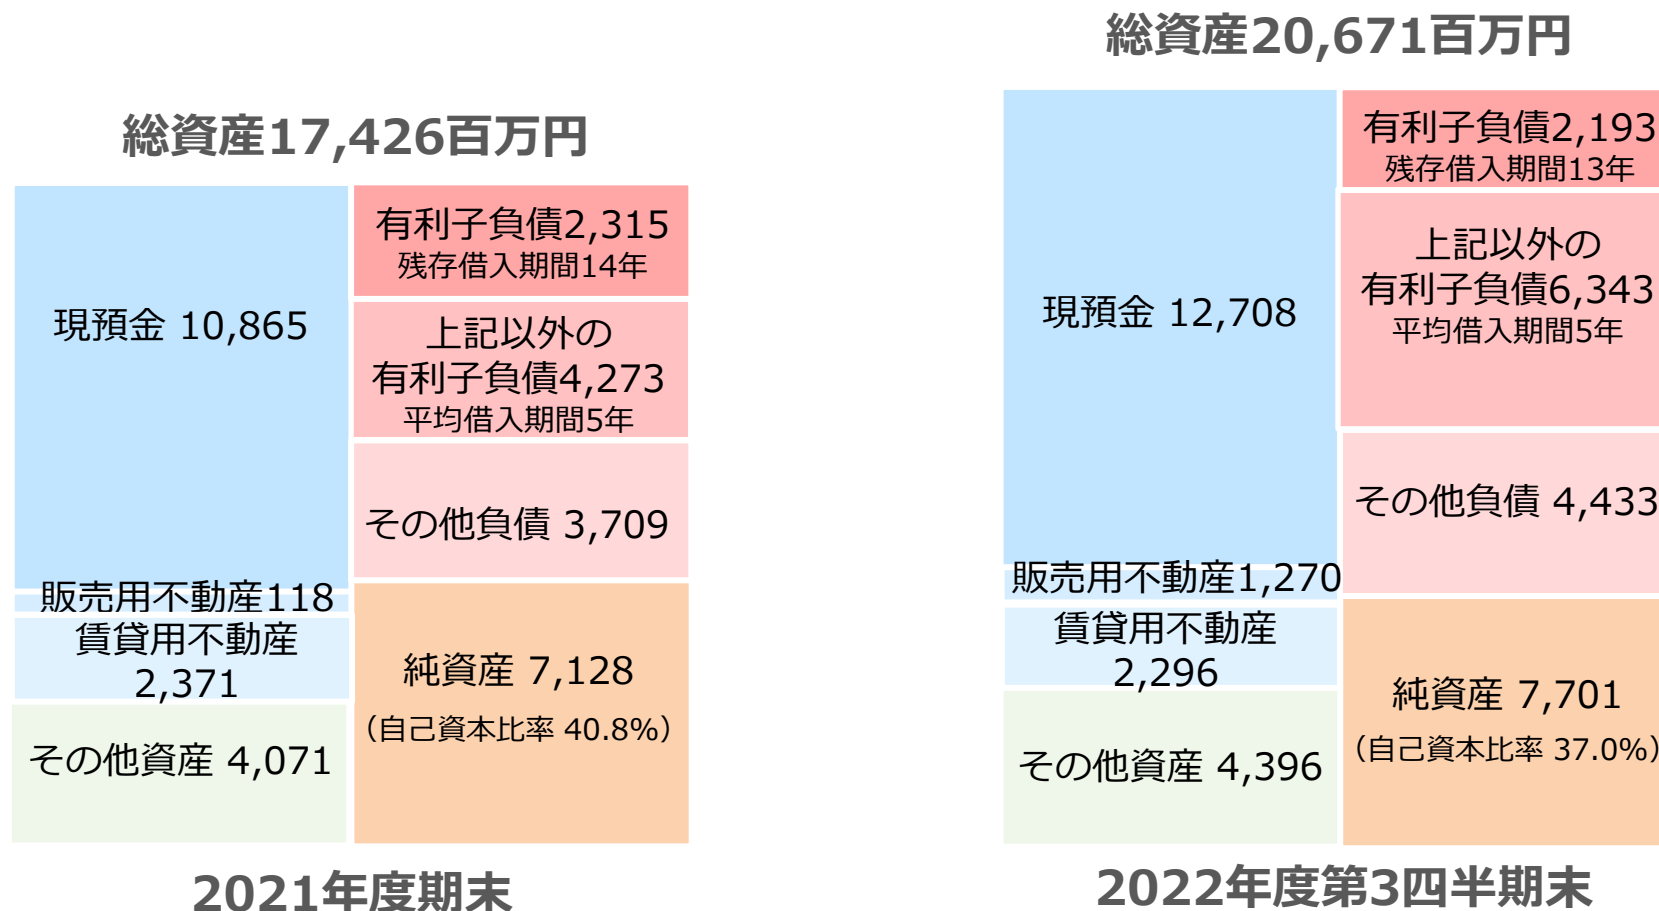 総資産17,426百万円
現預金 10,865
販売用不動産118
賃貸用不動産
2,371
その他資産 4,071
有利子負債2,315
残存借入期間14年
上記以外の
有利子負債4,273
平均借入期間5年
その他負債 3,709
純資産 7,128
（自己資本比率 40.8%）
2021年度期末
総資産20,671百万円
現預金 12,708
販売用不動産1,270
賃貸用不動産
2,296
その他資産 4,396
有利子負債2,193
残存借入期間13年
上記以外の
有利子負債6,343
平均借入期間5年
その他負債 4,433
純資産 7,701
（自己資本比率 37.0%）
2022年度第3四半期末